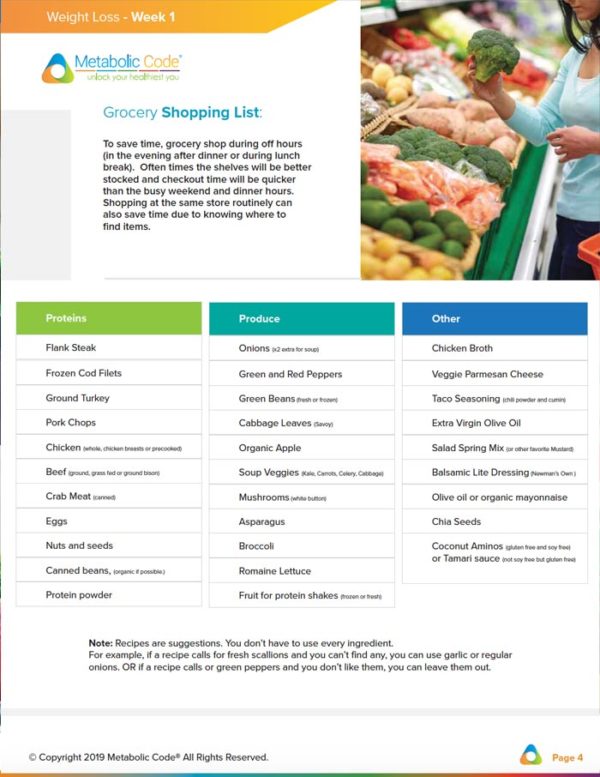 Weight Loss - Week 1
Metabolic Code®
unlock your healthiest you
Grocery Shopping List:
To save time, grocery shop during off hours
(in the evening after dinner or during lunch
break). Often times the shelves will be better
stocked and checkout time will be quicker
than the busy weekend and dinner hours.
Shopping at the same store routinely can
also save time due to knowing where to
find items.
Proteins
Flank Steak
Frozen Cod Filets
Ground Turkey
Pork Chops
Chicken (whole, chicken breasts or precooked)
Beef (ground, grass fed or ground bison)
Crab Meat (canned)
Eggs
Nuts and seeds
Canned beans, (organic if possible.)
Protein powder
Produce
Onions (x2 extra for soup)
Green and Red Peppers
Green Beans (fresh or frozen)
Cabbage Leaves (Savoy)
Organic Apple
Soup Veggies (Kale, Carrots, Celery, Cabbage)
Mushrooms (white button)
Asparagus
Broccoli
Romaine Lettuce
Fruit for protein shakes (frozen or fresh)
Other
Chicken Broth
Veggie Parmesan Cheese
Taco Seasoning (chili powder and cumin)
Extra Virgin Olive Oil
Salad Spring Mix (or other favorite Mustard)
Balsamic Lite Dressing (Newman's Own )
Olive oil or organic mayonnaise
Chia Seeds
Coconut Aminos (gluten free and soy free)
or Tamari sauce (not soy free but gluten free)
Note: Recipes are suggestions. You don't have to use every ingredient.
For example, if a recipe calls for fresh scallions and you can't find any, you can use garlic or regular
onions. OR if a recipe calls or green peppers and you don't like them, you can leave them out.
© Copyright 2019 Metabolic Code® All Rights Reserved.
Page 4